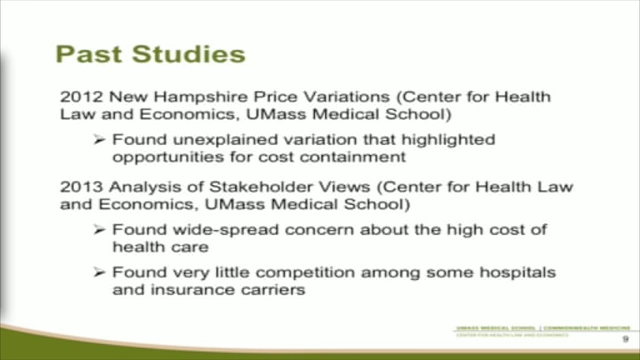 Past Studies
2012 New Hampshire Price Variations (Center for Health
Law and Economics, UMass Medical School)
➢ Found unexplained variation that highlighted
opportunities for cost containment
2013 Analysis of Stakeholder Views (Center for Health Law
and Economics, UMass Medical School)
➢ Found wide-spread concern about the high cost of
health care
➢ Found very little competition among some hospitals
and insurance carriers
UMASS MEDICAL SCHOOL | COMMONWEALTH MEDICINE
CENTER FOR HEALTH LAW AND ECONOMICS
9